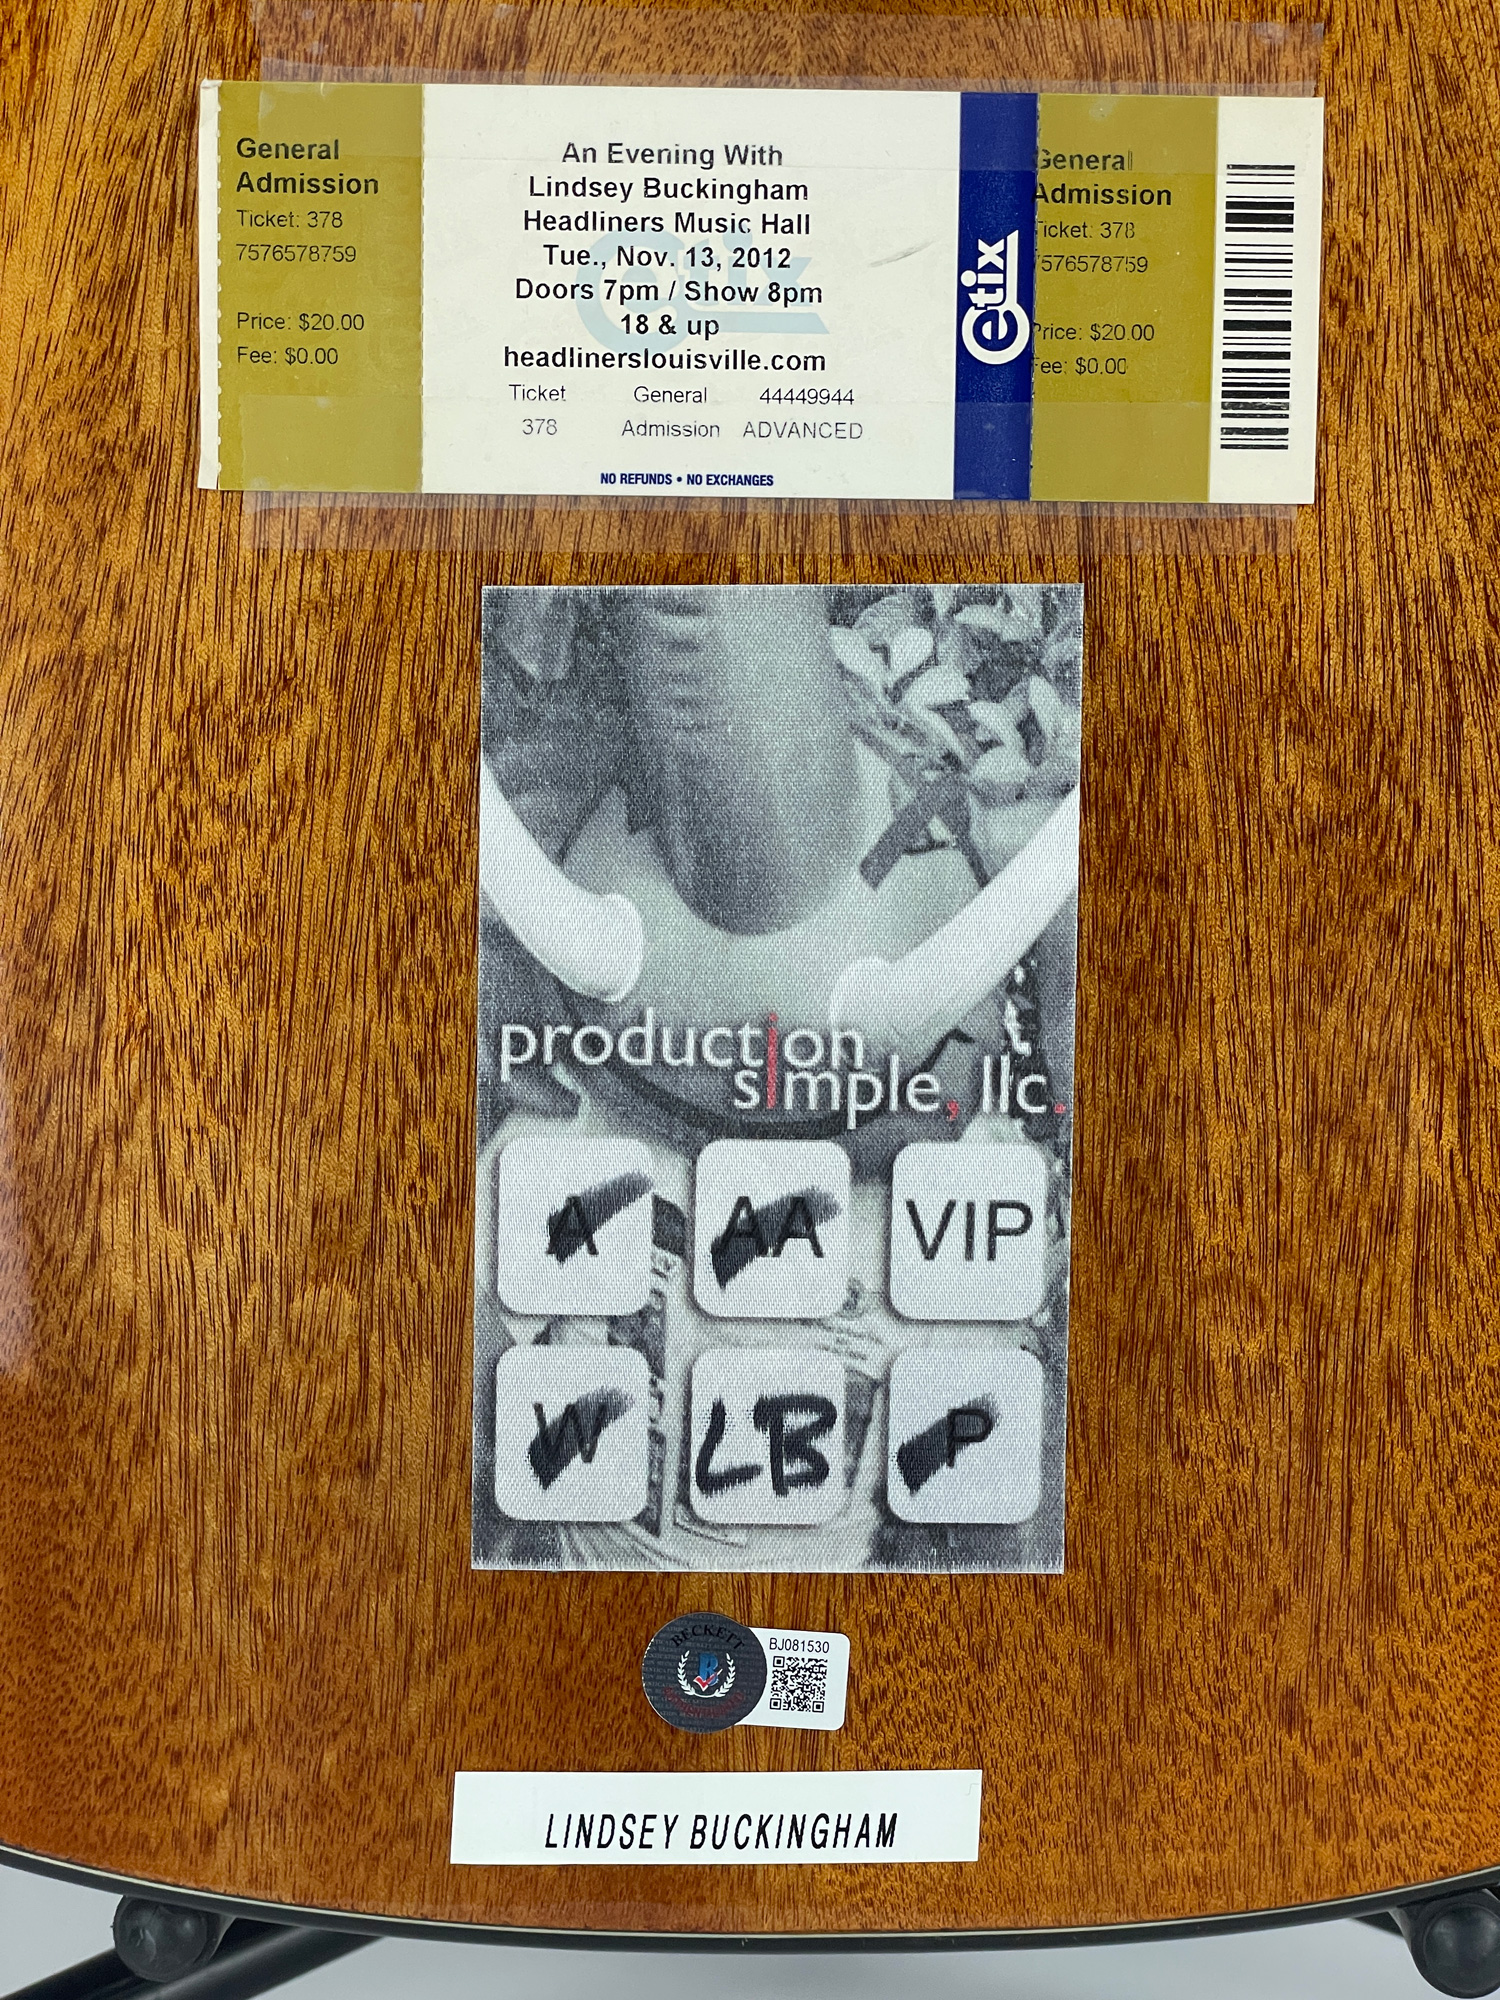 General
Admission
Ticket: 378
7576578759
Price: $20.00
Fee: $0.00
An Evening With
Lindsey Buckingham
Headliners Music Hall
Tue., Nov. 13, 2012
Doors 7pm / Show 8pm
18 & up
headlinerslouisville.com
Ticket General 44449944
378 Admission ADVANCED
NO REFUNDS • NO EXCHANGES
etix
etix
General
Admission
Ticket: 378
7576578759
Price: $20.00
Fee: $0.00
production
simple, llc.
A AA VIP
W LB P
BECKETT
B
BJ081530
LINDSEY BUCKINGHAM